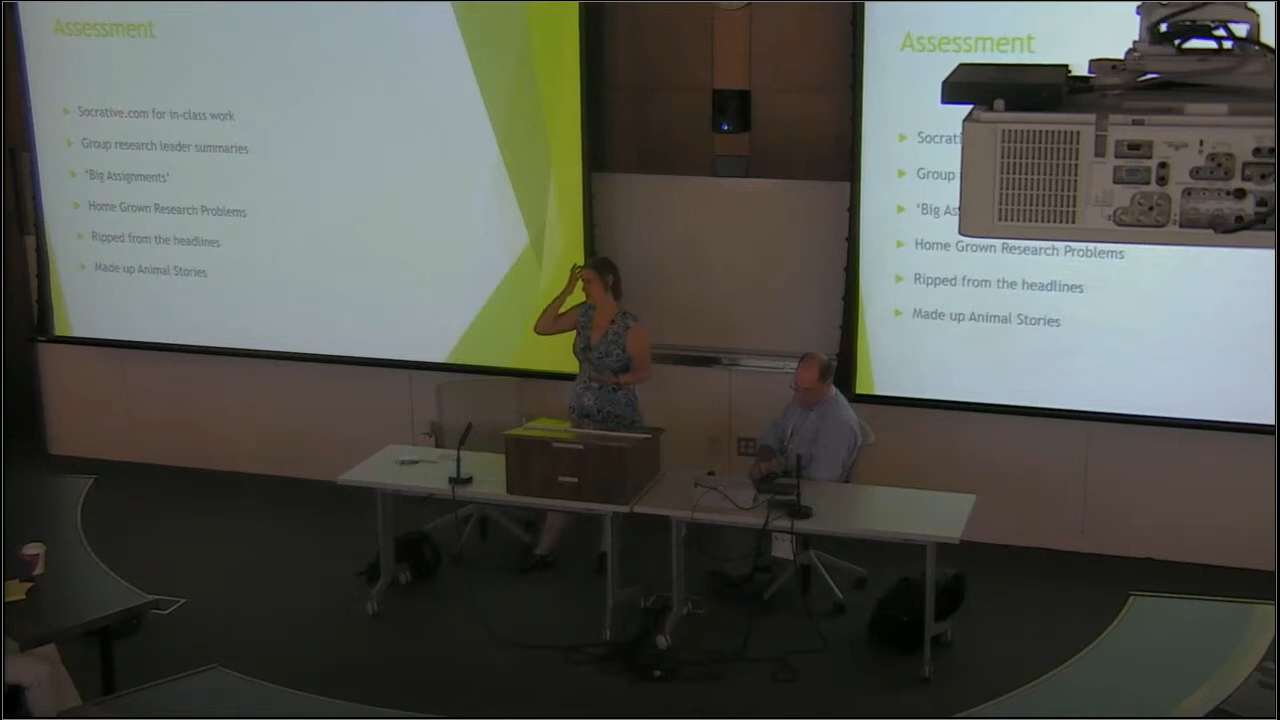 Assessment
Socrative.com for in-class work
Group research leader summaries
'Big Assignments'
Home Grown Research Problems
Ripped from the headlines
Made up Animal Stories
Assessment
Socrati
Group
'Big As
Home Grown Research Problems
Ripped from the headlines
Made up Animal Stories